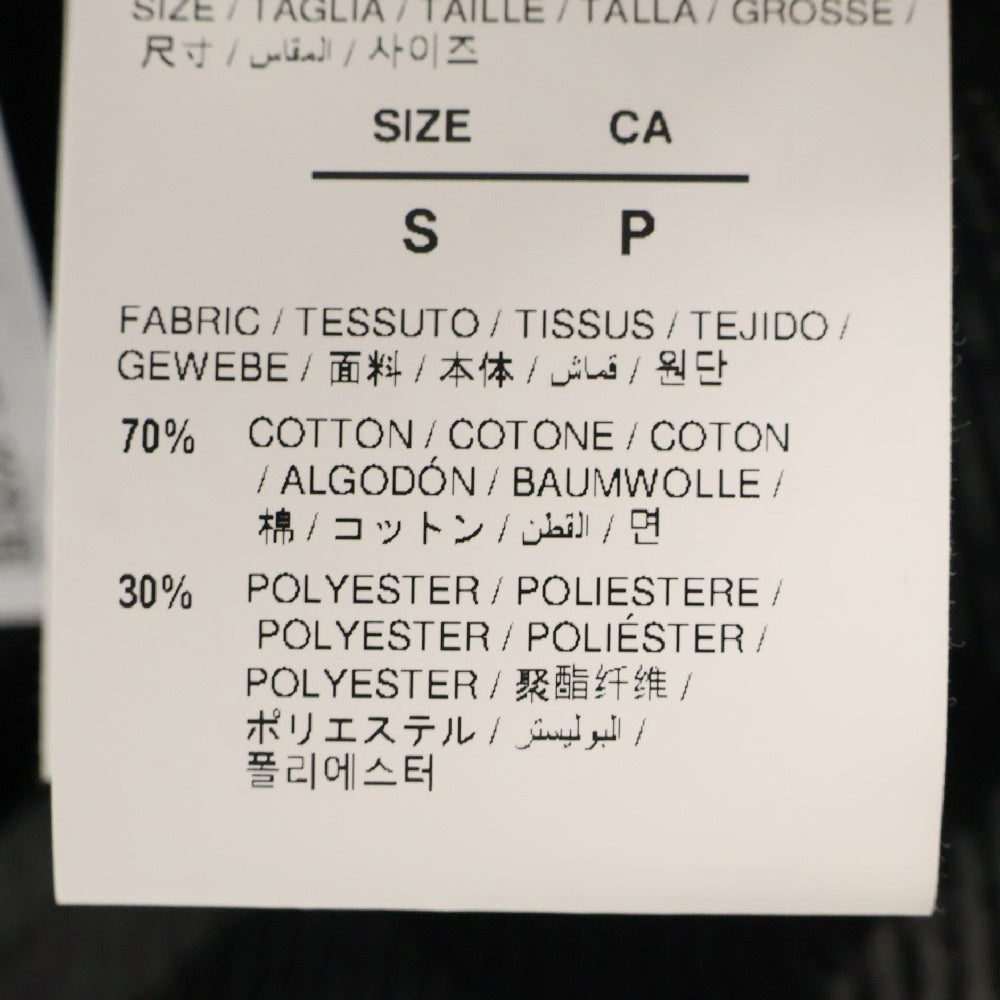 SIZE / TAGLIA / TAILLE / TALLA / GROSSE /
尺寸 / المقاس / 사이즈
SIZE CA
S P
FABRIC / TESSUTO / TISSUS / TEJIDO /
GEWEBE / 面料 / 本体 / قماش / 원단
70% COTTON / COTONE / COTON
/ ALGODÓN / BAUMWOLLE /
棉 / コットン / القطن / 면
30% POLYESTER / POLIESTERE /
POLYESTER / POLIÉSTER /
POLYESTER / 聚酯纤维 /
ポリエステル / البوليستر /
폴리에스터